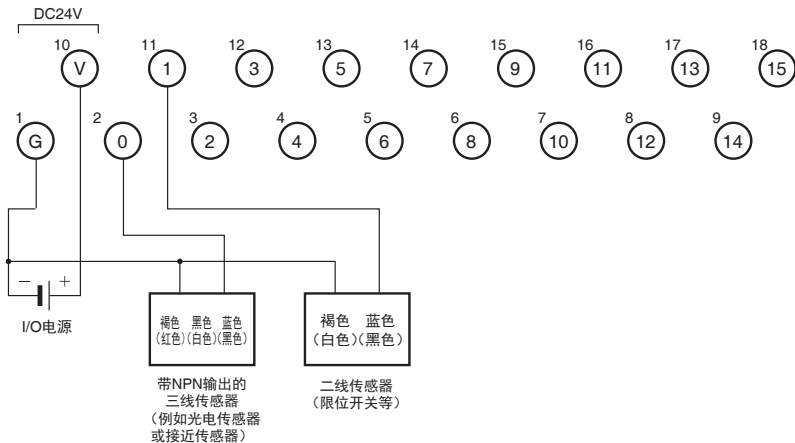 DC24V
10 11 12 13 14 15 16 17 18
V 1 3 5 7 9 11 13 15
1 2 3 4 5 6 7 8 9
G 0 2 4 6 8 10 12 14
− +
I/O电源
褐色 黑色 蓝色
(红色)(白色)(黑色)
褐色 蓝色
(白色)(黑色)
带NPN输出的
三线传感器
(例如光电传感器
或接近传感器)
二线传感器
(限位开关等)